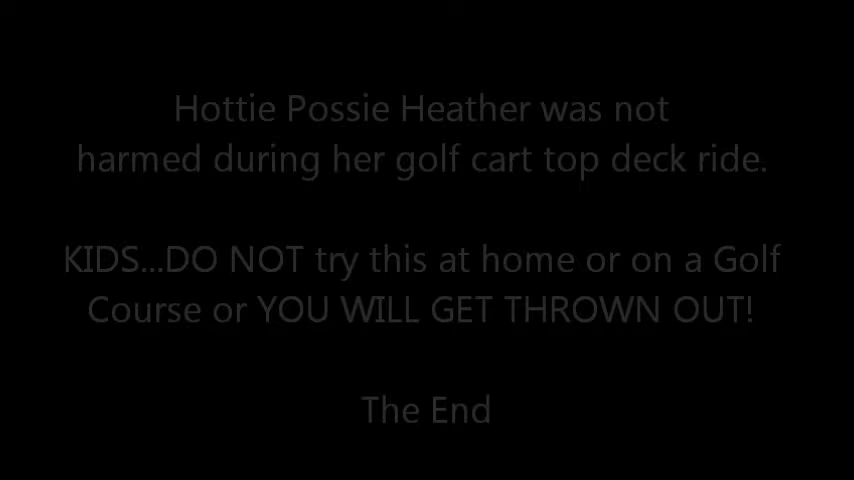 Hottie Possie Heather was not
harmed during her golf cart top deck ride.
KIDS...DO NOT try this at home or on a Golf
Course or YOU WILL GET THROWN OUT!
The End